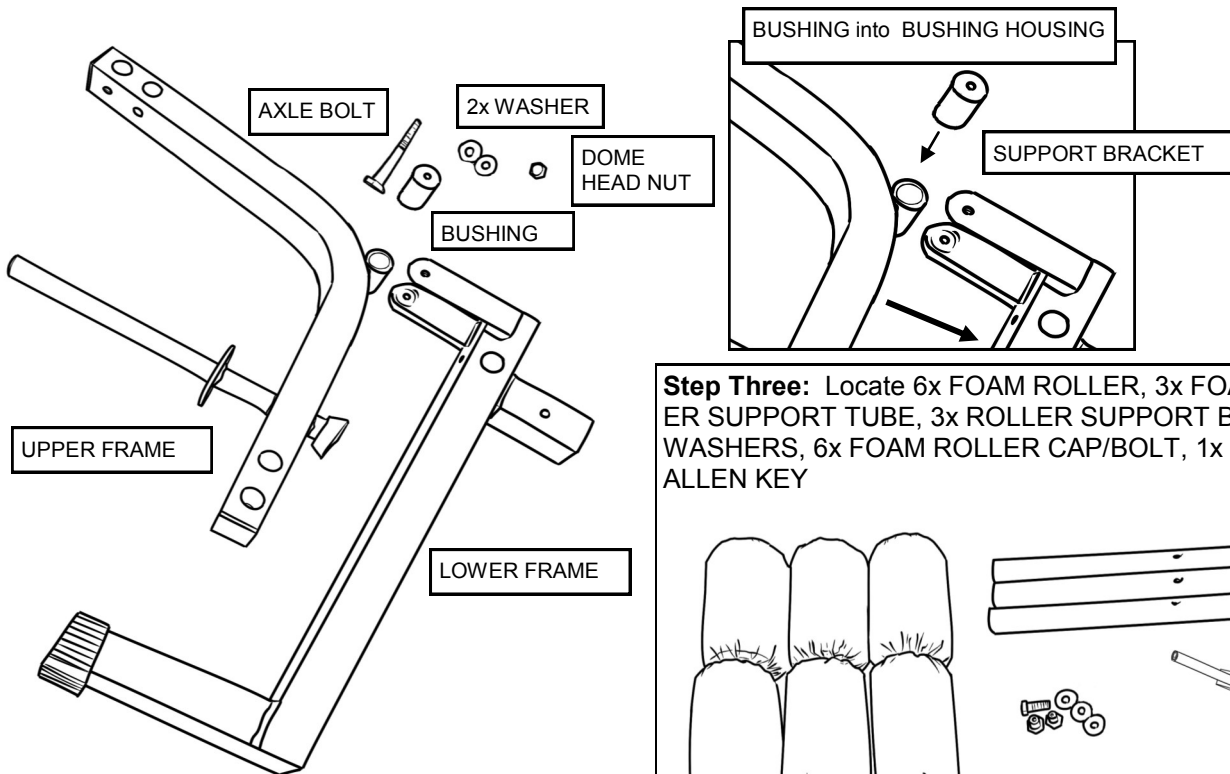 BUSHING into BUSHING HOUSING
AXLE BOLT
2x WASHER
DOME
HEAD NUT
SUPPORT BRACKET
BUSHING
UPPER FRAME
LOWER FRAME
Step Three: Locate 6x FOAM ROLLER, 3x
ER SUPPORT TUBE, 3x ROLLER SUPPORT
WASHERS, 6x FOAM ROLLER CAP/BOLT, 1x
ALLEN KEY